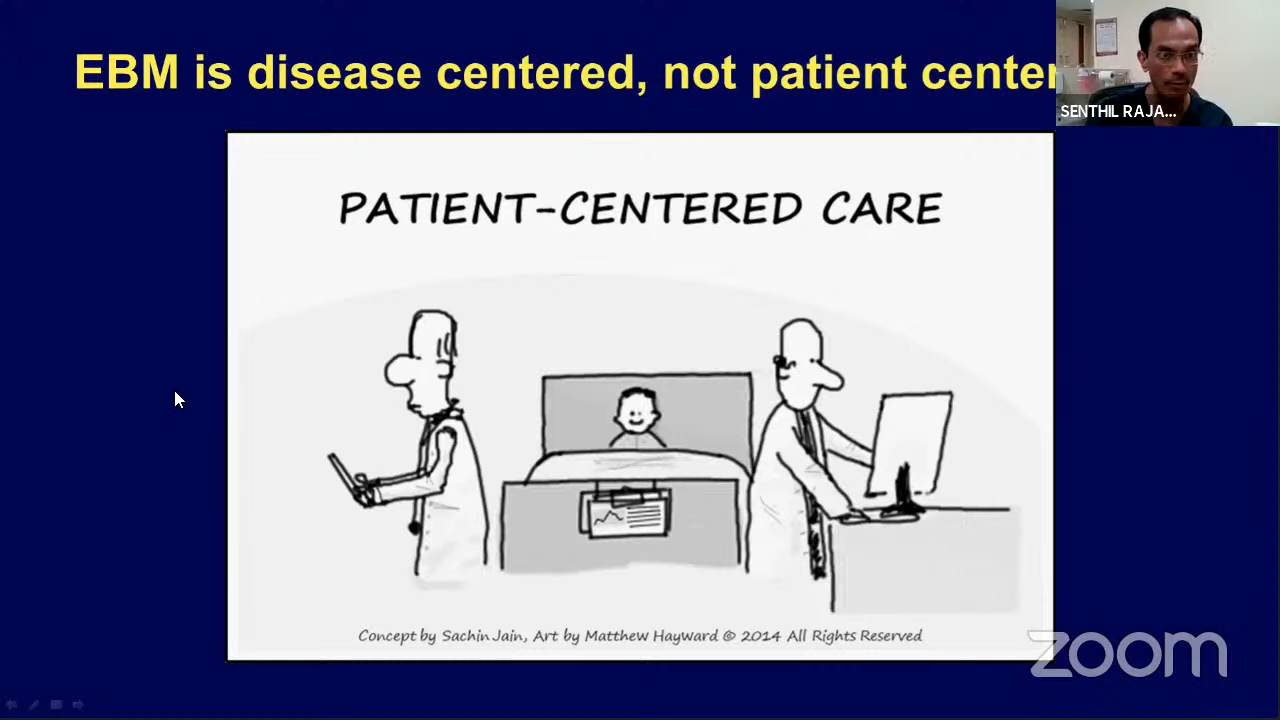 EBM is disease centered, not patient center
SENTHIL RAJA...
PATIENT-CENTERED CARE
Concept by Sachin Jain, Art by Matthew Hayward © 2014 All Rights Reserved
zoom